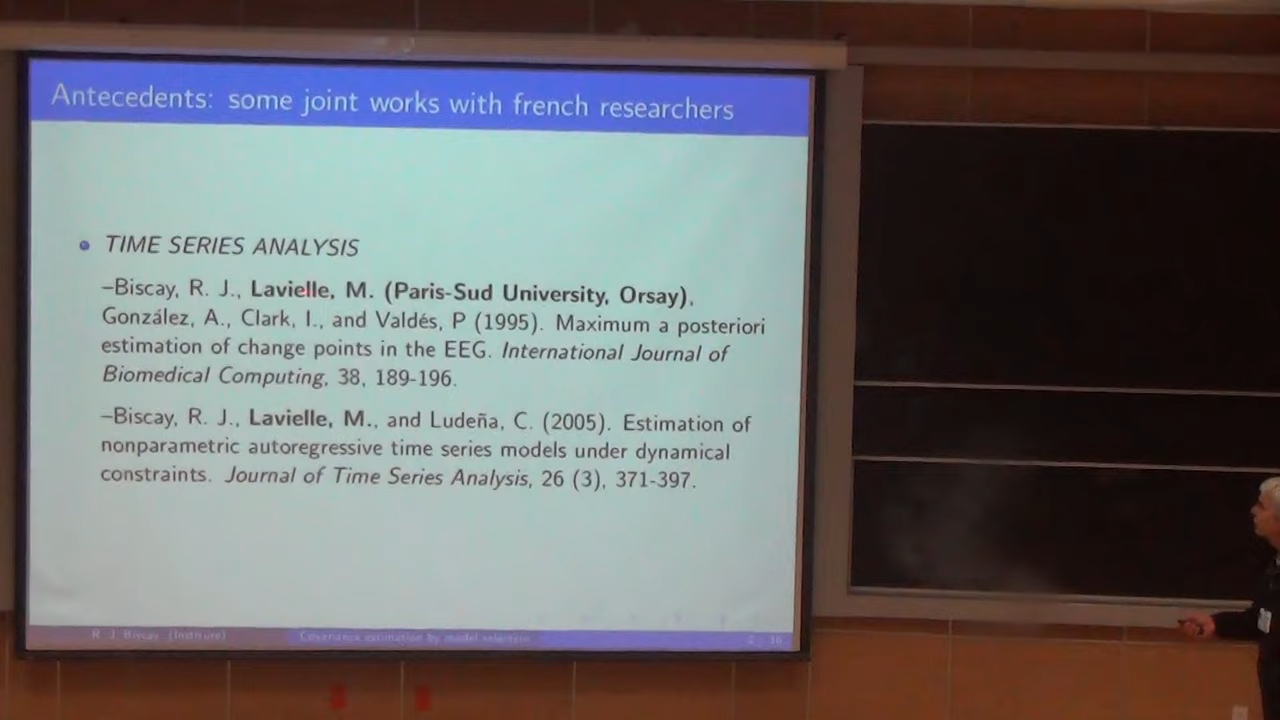 Antecedents: some joint works with french researchers
TIME SERIES ANALYSIS
–Biscay, R. J., Lavielle, M. (Paris-Sud University, Orsay),
González, A., Clark, I., and Valdés, P (1995). Maximum a posteriori
estimation of change points in the EEG. International Journal of
Biomedical Computing, 38, 189-196.
–Biscay, R. J., Lavielle, M., and Ludeña, C. (2005). Estimation of
nonparametric autoregressive time series models under dynamical
constraints. Journal of Time Series Analysis, 26 (3), 371-397.
R. J. Biscay (Institute) Covariance estimation by model selection